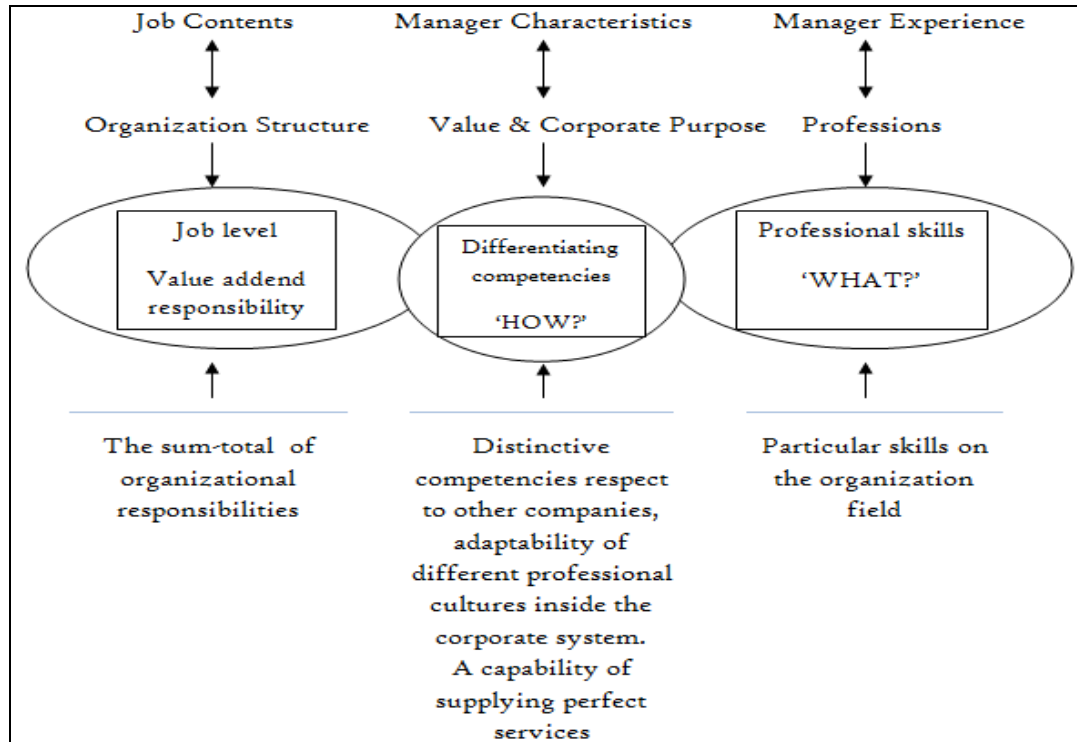 Job Contents
Manager Characteristics
Manager Experience
Organization Structure
Value & Corporate Purpose
Professions
Job level
Value addend
responsibility
Differentiating
competencies
‘HOW?’
Professional skills
‘WHAT?’
The sum-total of
organizational
responsibilities
Distinctive
competencies respect
to other companies,
adaptability of
different professional
cultures inside the
corporate system.
A capability of
supplying perfect
services
Particular skills on
the organization
field